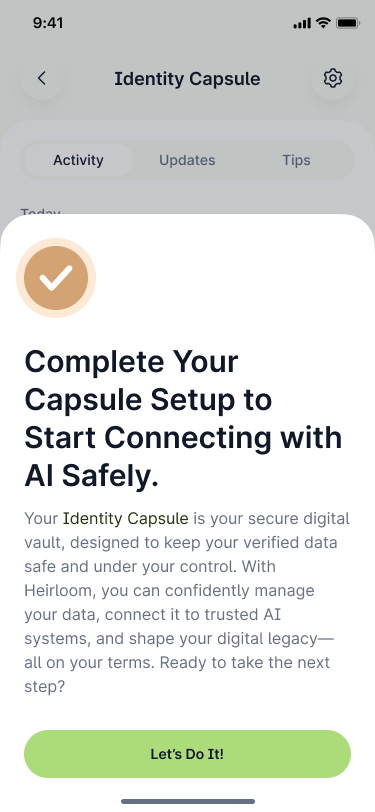 9:41
Identity Capsule
Activity Updates Tips
Today
Complete Your
Capsule Setup to
Start Connecting with
AI Safely.
Your Identity Capsule is your secure digital
vault, designed to keep your verified data
safe and under your control. With
Heirloom, you can confidently manage
your data, connect it to trusted AI
systems, and shape your digital legacy—
all on your terms. Ready to take the next
step?
Let’s Do It!